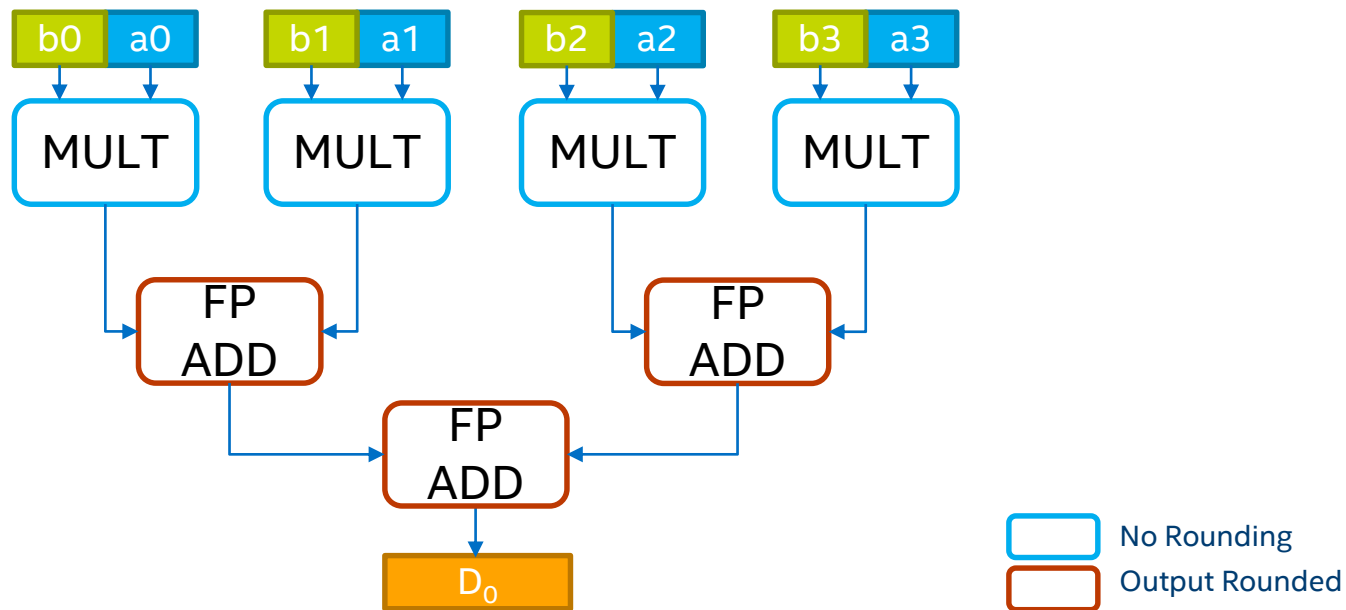 b0 a0 b1 a1 b2 a2 b3 a3
MULT MULT MULT MULT
FP FP
ADD ADD
FP
ADD
No Rounding
D₀
Output Rounded